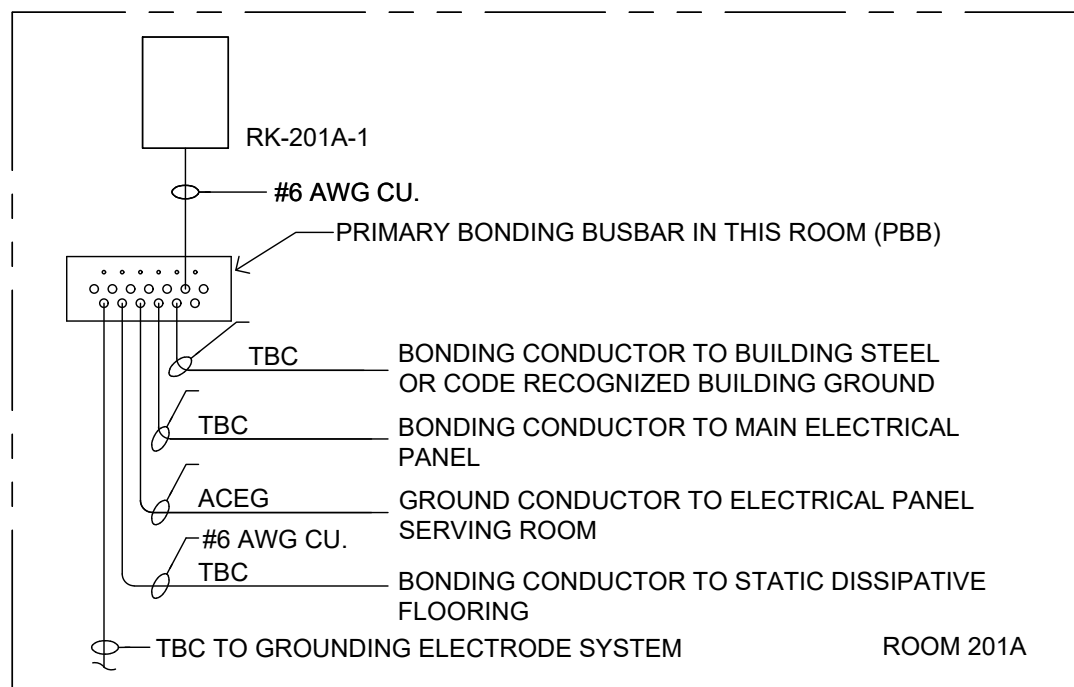 RK-201A-1
#6 AWG CU.
PRIMARY BONDING BUSBAR IN THIS ROOM (PBB)
TBC
BONDING CONDUCTOR TO BUILDING STEEL
OR CODE RECOGNIZED BUILDING GROUND
TBC
BONDING CONDUCTOR TO MAIN ELECTRICAL
PANEL
ACEG
GROUND CONDUCTOR TO ELECTRICAL PANEL
SERVING ROOM
#6 AWG CU.
TBC
BONDING CONDUCTOR TO STATIC DISSIPATIVE
FLOORING
TBC TO GROUNDING ELECTRODE SYSTEM
ROOM 201A